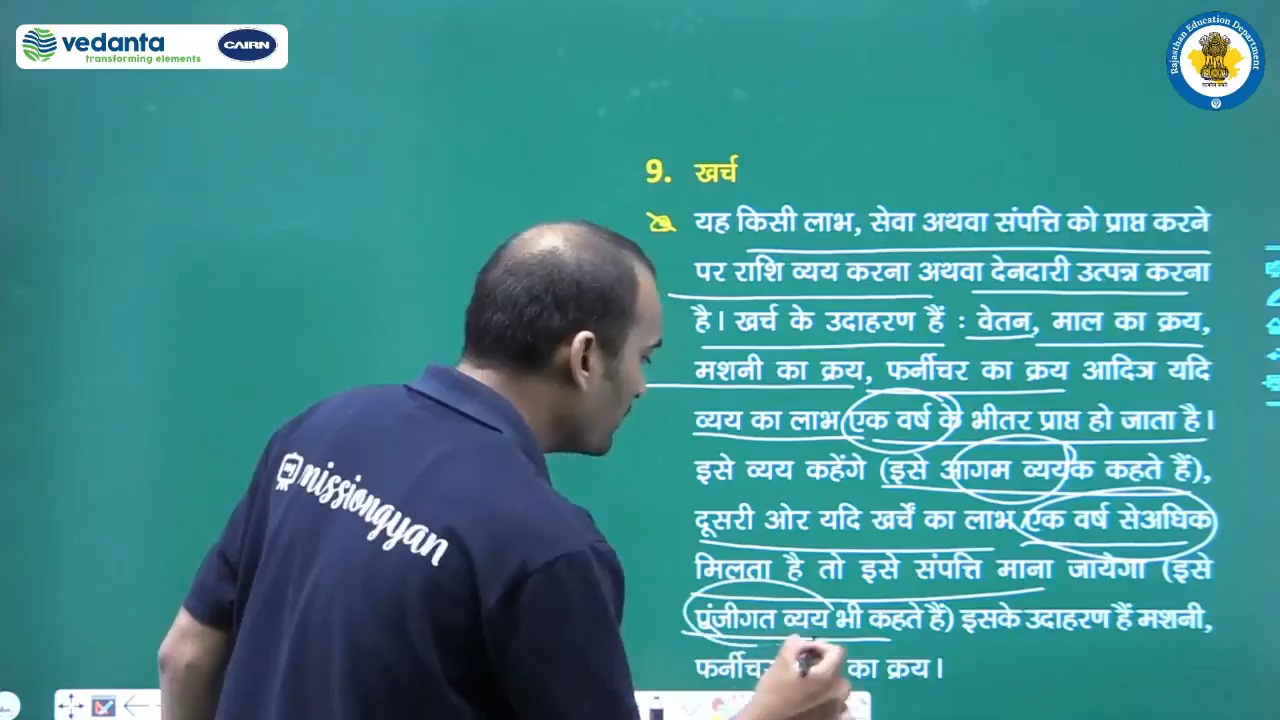 vedanta
transforming elements
CAIRN
Rajasthan Education Department
9. खर्च
यह किसी लाभ, सेवा अथवा संपत्ति को प्राप्त करने
पर राशि व्यय करना अथवा देनदारी उत्पन्न करना
है। खर्च के उदाहरण हैं : वेतन, माल का क्रय,
मशनी का क्रय, फर्नीचर का क्रय आदिञ यदि
व्यय का लाभ एक वर्ष के भीतर प्राप्त हो जाता है।
इसे व्यय कहेंगे (इसे आगम व्ययक कहते हैं),
दूसरी ओर यदि खर्चे का लाभ एक वर्ष सेअधिक
मिलता है तो इसे संपत्ति माना जायेगा (इसे
पूंजीगत व्यय भी कहते हैं) इसके उदाहरण हैं मशनी,
का क्रय।
missiongyan